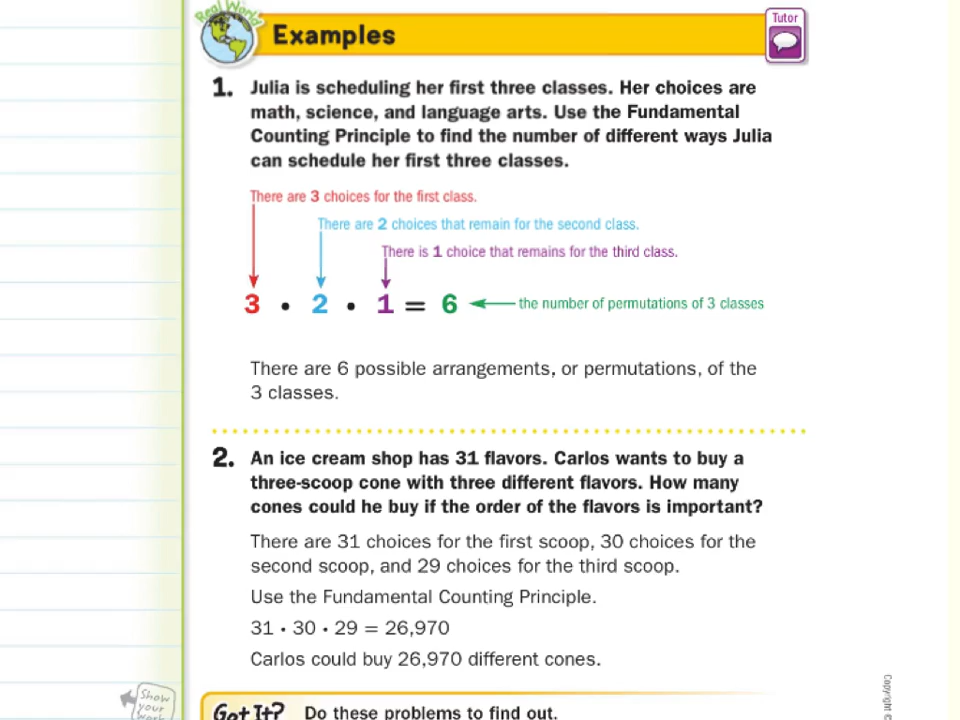 Real World
Examples
Tutor
1. Julia is scheduling her first three classes. Her choices are
math, science, and language arts. Use the Fundamental
Counting Principle to find the number of different ways Julia
can schedule her first three classes.
There are 3 choices for the first class.
There are 2 choices that remain for the second class.
There is 1 choice that remains for the third class.
3 • 2 • 1 = 6 the number of permutations of 3 classes
There are 6 possible arrangements, or permutations, of the
3 classes.
2. An ice cream shop has 31 flavors. Carlos wants to buy a
three-scoop cone with three different flavors. How many
cones could he buy if the order of the flavors is important?
There are 31 choices for the first scoop, 30 choices for the
second scoop, and 29 choices for the third scoop.
Use the Fundamental Counting Principle.
31 • 30 • 29 = 26,970
Carlos could buy 26,970 different cones.
Show
your
work
Got It? Do these problems to find out.
Copyright ©